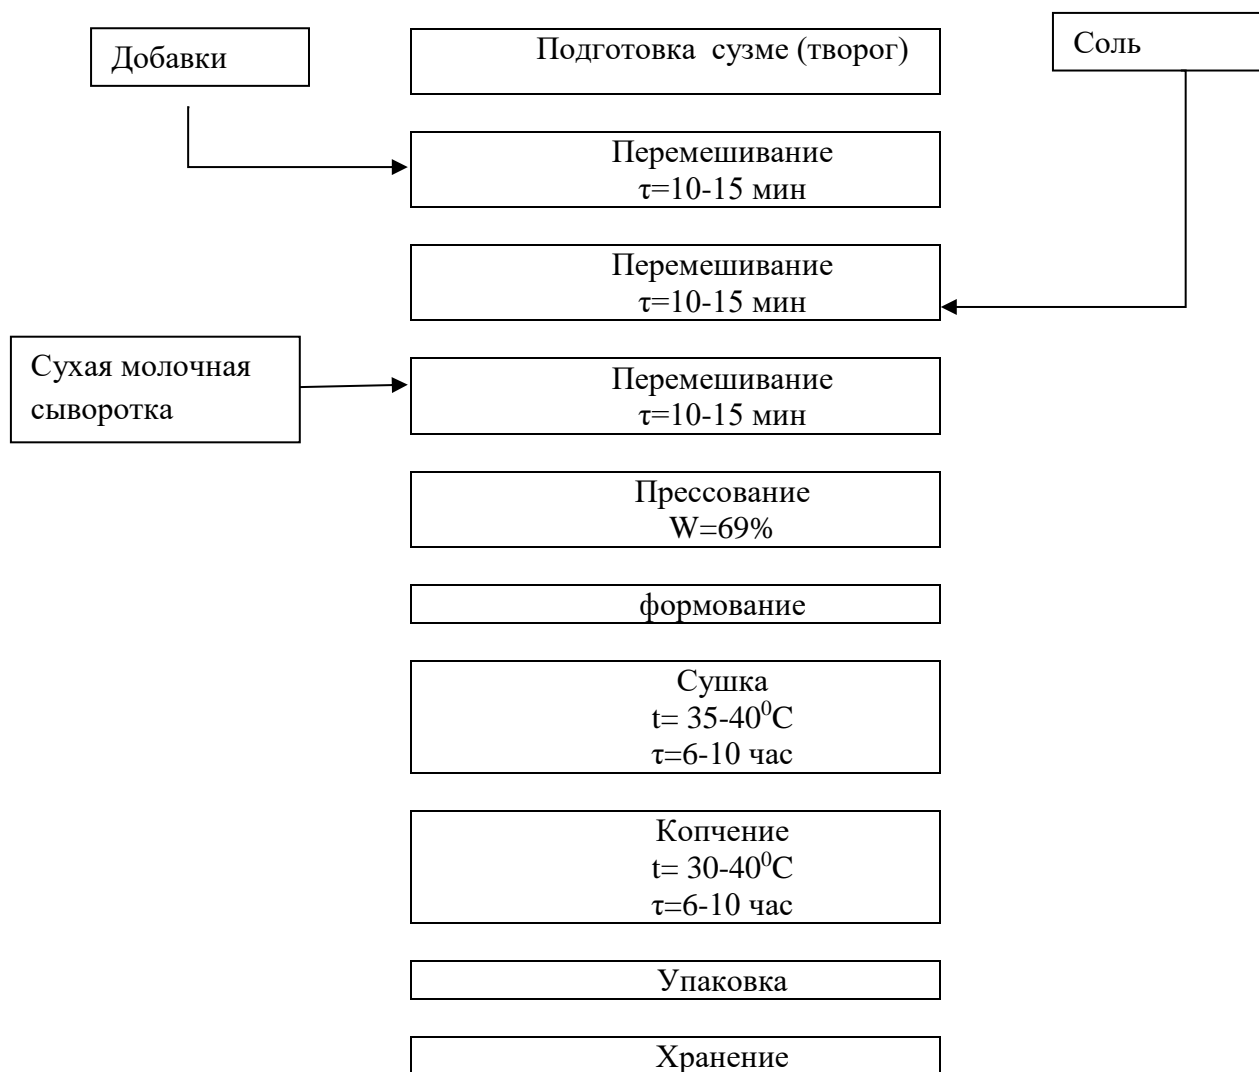 Добавки
Подготовка сузме (творог)
Соль
Перемешивание
τ=10-15 мин
Перемешивание
τ=10-15 мин
Сухая молочная
сыворотка
Перемешивание
τ=10-15 мин
Прессование
W=69%
формование
Сушка
t= 35-40⁰C
τ=6-10 час
Копчение
t= 30-40⁰C
τ=6-10 час
Упаковка
Хранение